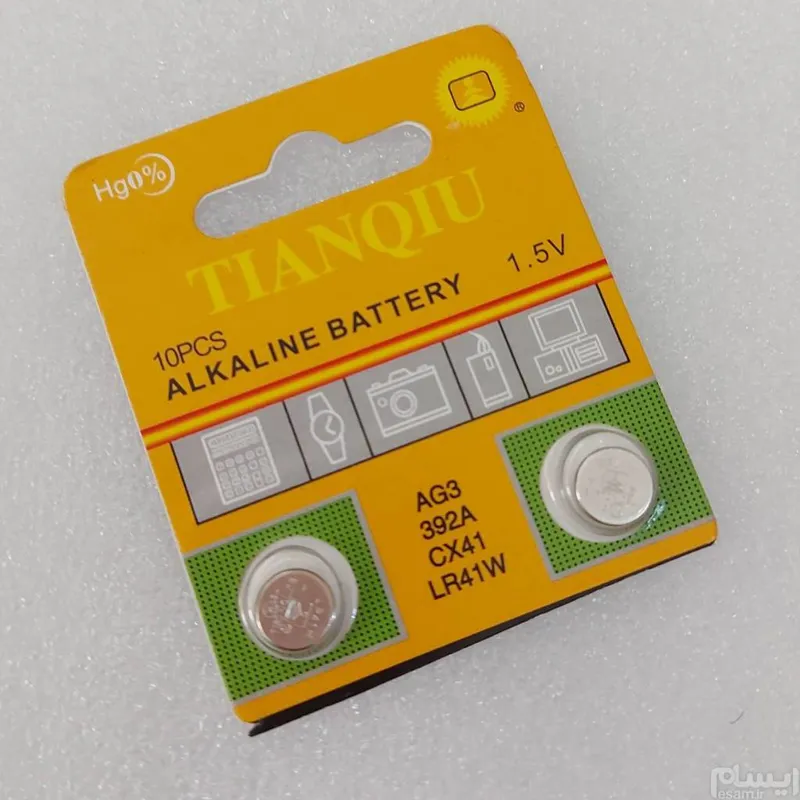 Hg0%
®
TIANQIU
1.5V
10PCS
ALKALINE BATTERY
AG3
392A
CX41
LR41W
ایسام
esam.ir